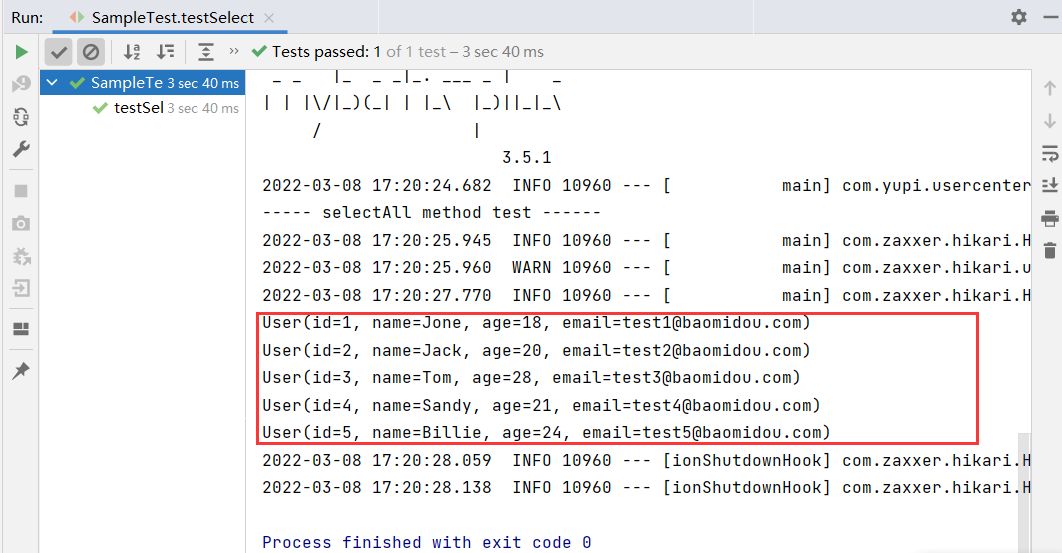 Run: SampleTest.testSelect
Tests passed: 1 of 1 test – 3 sec 40 ms
SampleTe 3 sec 40 ms
testSel 3 sec 40 ms
_ _   |_  _ _|_. ___ _ |    _
| | |\/|_)(_| | |_\  |_)||_|_\
     /               |
3.5.1
2022-03-08 17:20:24.682  INFO 10960 --- [           main] com.yupi.usercenter
----- selectAll method test ------
2022-03-08 17:20:25.945  INFO 10960 --- [           main] com.zaxxer.hikari.H
2022-03-08 17:20:25.960  WARN 10960 --- [           main] com.zaxxer.hikari.u
2022-03-08 17:20:27.770  INFO 10960 --- [           main] com.zaxxer.hikari.H
User(id=1, name=Jone, age=18, email=test1@baomidou.com)
User(id=2, name=Jack, age=20, email=test2@baomidou.com)
User(id=3, name=Tom, age=28, email=test3@baomidou.com)
User(id=4, name=Sandy, age=21, email=test4@baomidou.com)
User(id=5, name=Billie, age=24, email=test5@baomidou.com)
2022-03-08 17:20:28.059  INFO 10960 --- [ionShutdownHook] com.zaxxer.hikari.H
2022-03-08 17:20:28.138  INFO 10960 --- [ionShutdownHook] com.zaxxer.hikari.H
Process finished with exit code 0